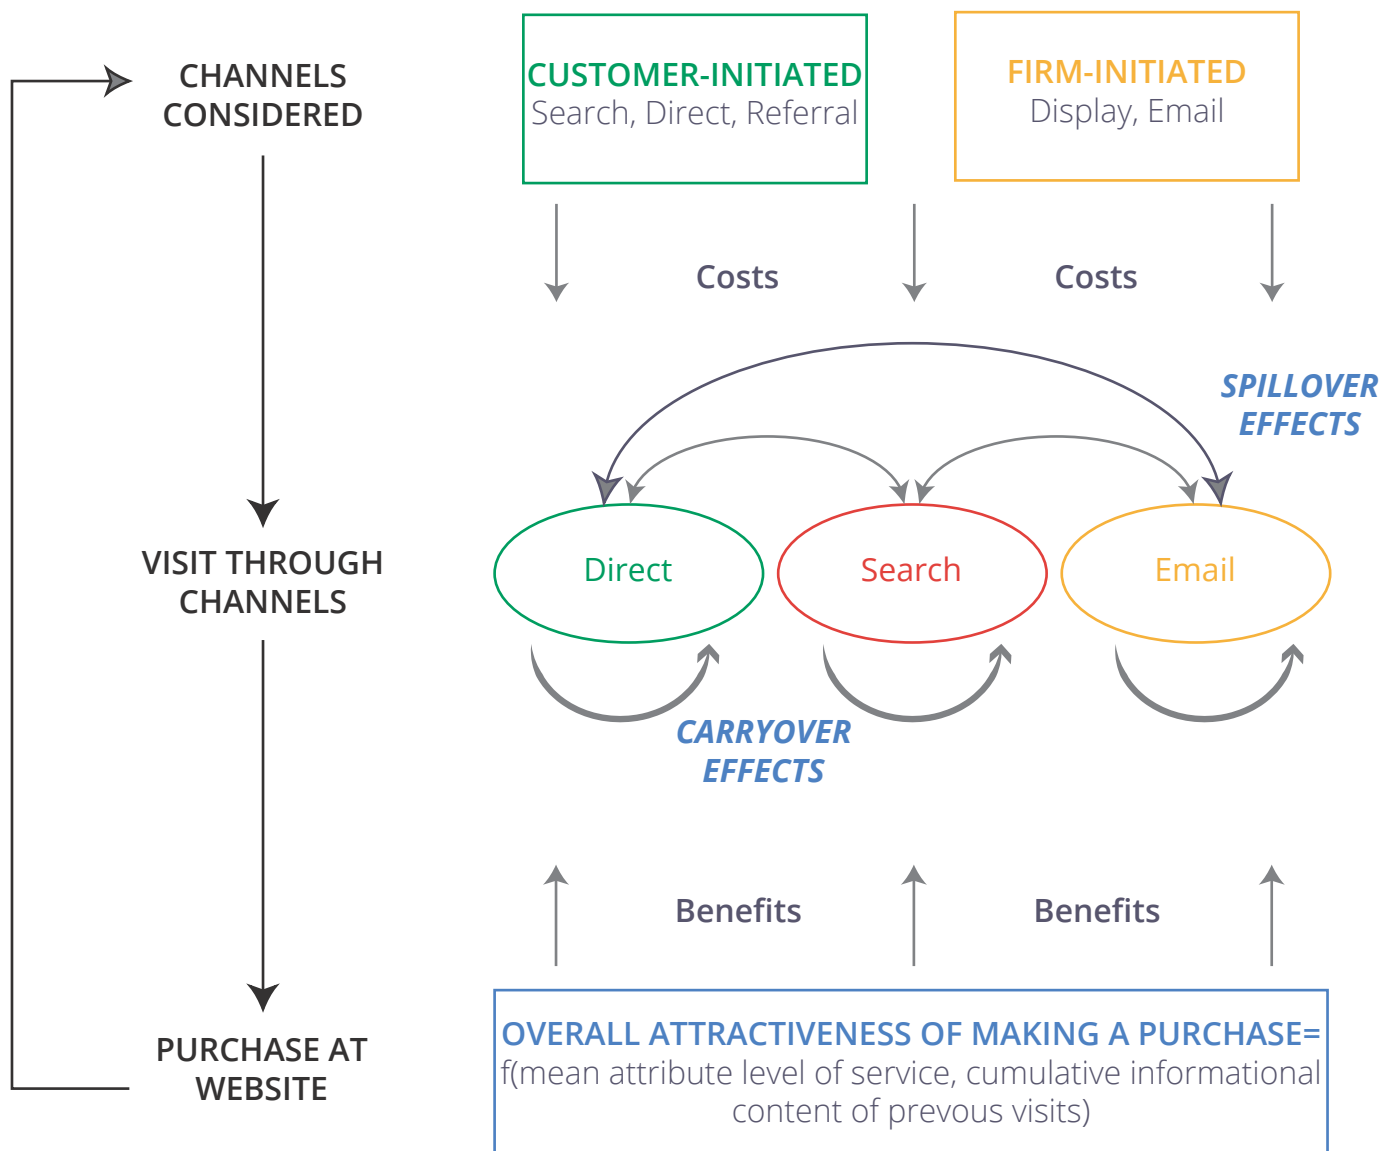 CHANNELS
CONSIDERED
CUSTOMER-INITIATED
Search, Direct, Referral
FIRM-INITIATED
Display, Email
Costs
Costs
SPILLOVER
EFFECTS
VISIT THROUGH
CHANNELS
Direct
Search
Email
CARRYOVER
EFFECTS
Benefits
Benefits
PURCHASE AT
WEBSITE
OVERALL ATTRACTIVENESS OF MAKING A PURCHASE=
f(mean attribute level of service, cumulative informational
content of prevous visits)